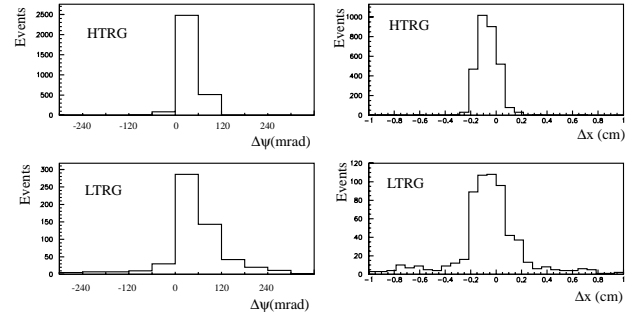 Events
2500
2000
1500
1000
500
0
HTRG
-240 -120 0 120 240
Δψ(mrad)
Events
1000
800
600
400
200
0
HTRG
-1 -0.8 -0.6 -0.4 -0.2 0 0.2 0.4 0.6 0.8 1
Δx (cm)
Events
300
250
200
150
100
50
0
LTRG
-240 -120 0 120 240
Δψ(mrad)
Events
120
100
80
60
40
20
0
LTRG
-1 -0.8 -0.6 -0.4 -0.2 0 0.2 0.4 0.6 0.8 1
Δx (cm)